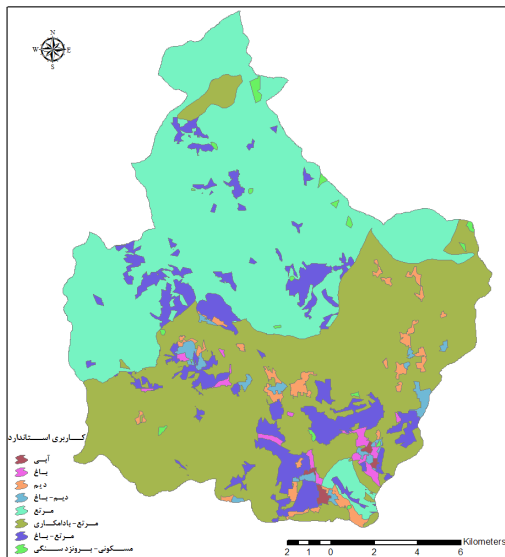 N
W E
S
کاربری استاندارد
آبی
باغ
دیم
دیم-باغ
مرتع
مرتع-بادامکاری
مرتع-باغ
مسکونی-برونزد سنگی
Kilometers
2 1 0 2 4 6